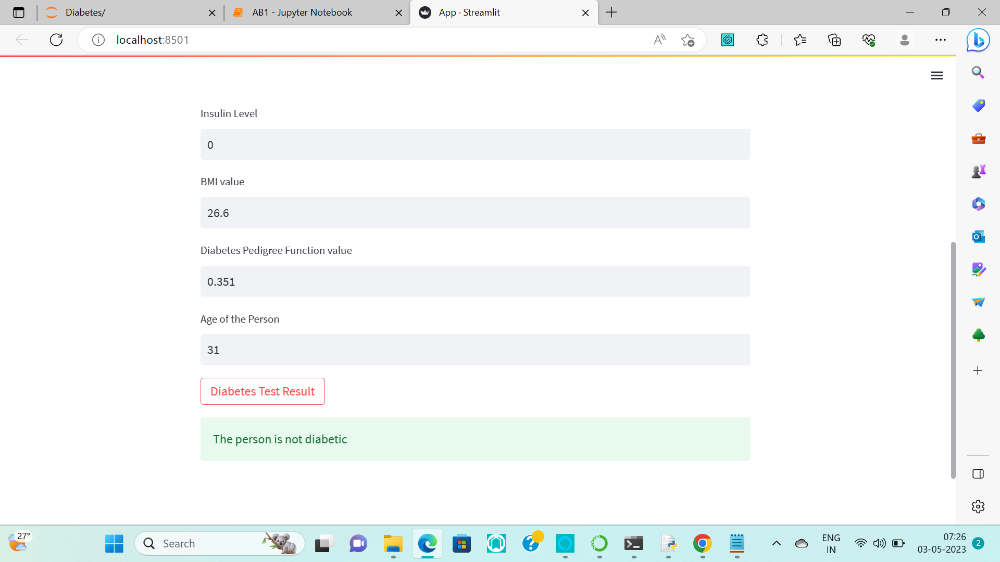 Diabetes/
AB1 - Jupyter Notebook
App · Streamlit
localhost:8501
Insulin Level
0
BMI value
26.6
Diabetes Pedigree Function value
0.351
Age of the Person
31
Diabetes Test Result
The person is not diabetic
27°
Search
ENG
IN
07:26
03-05-2023
2